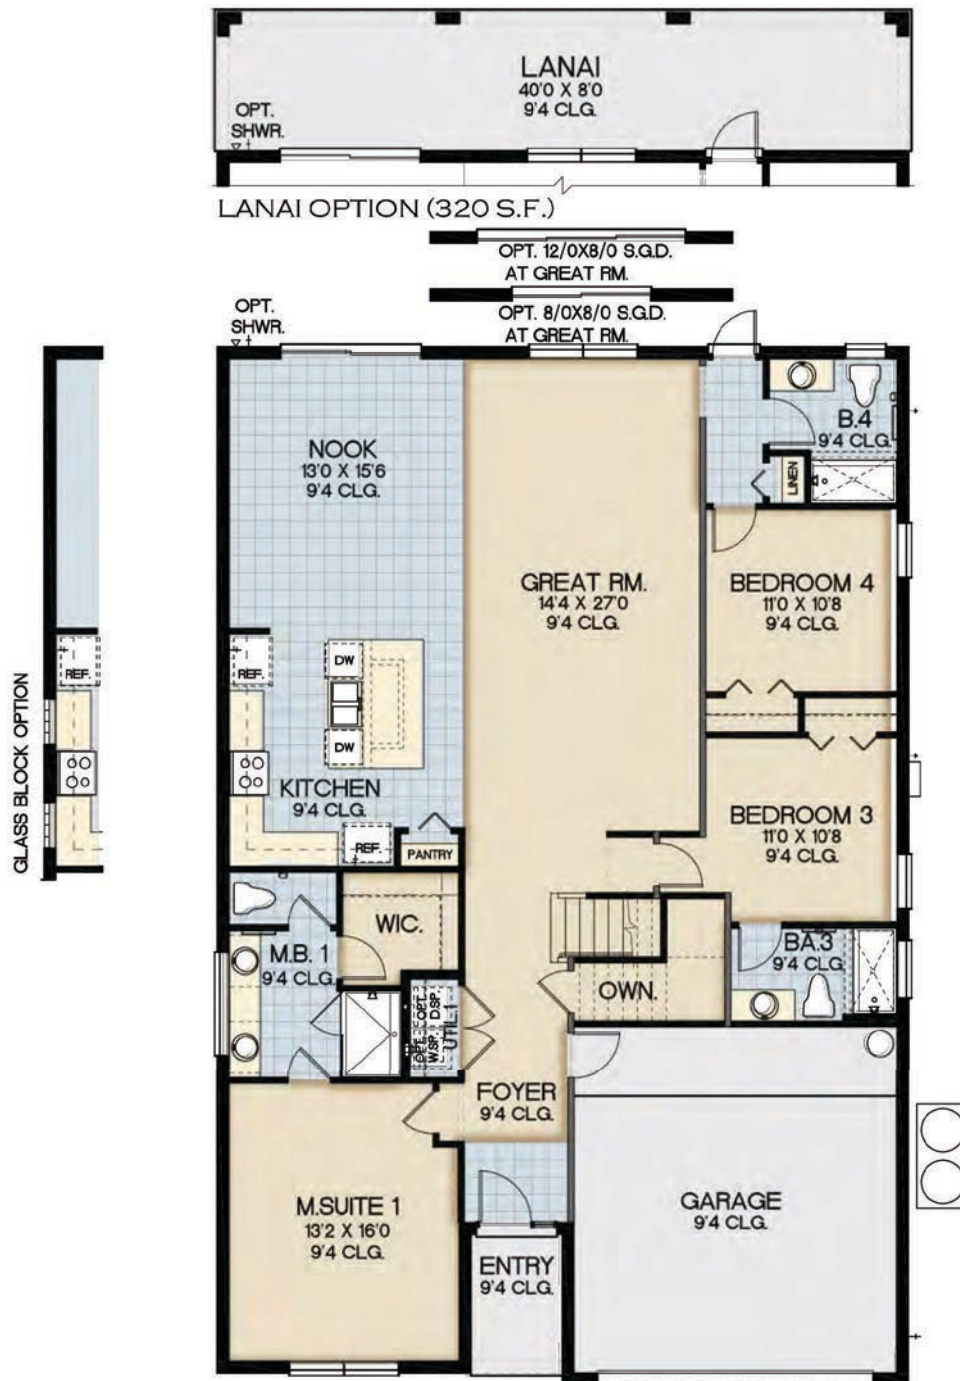 LANAI
40'0 X 8'0
9'4 CLG.
OPT.
SHWR.
LANAI OPTION (320 S.F.)
OPT. 12/0X8/0 S.G.D.
AT GREAT RM.
OPT. 8/0X8/0 S.G.D.
AT GREAT RM.
OPT.
SHWR.
NOOK
13'0 X 15'6
9'4 CLG.
B.4
9'4 CLG.
LINEN
GREAT RM.
14'4 X 27'0
9'4 CLG.
BEDROOM 4
11'0 X 10'8
9'4 CLG.
GLASS BLOCK OPTION
REF.
REF.
DW
DW
KITCHEN
9'4 CLG.
REF.
PANTRY
BEDROOM 3
11'0 X 10'8
9'4 CLG.
WIC.
M.B. 1
9'4 CLG.
BA.3
9'4 CLG.
OWN.
OPT.
W.SP.
OPT.
D.SP.
UTIL.1
FOYER
9'4 CLG.
M.SUITE 1
13'2 X 16'0
9'4 CLG.
GARAGE
9'4 CLG.
ENTRY
9'4 CLG.